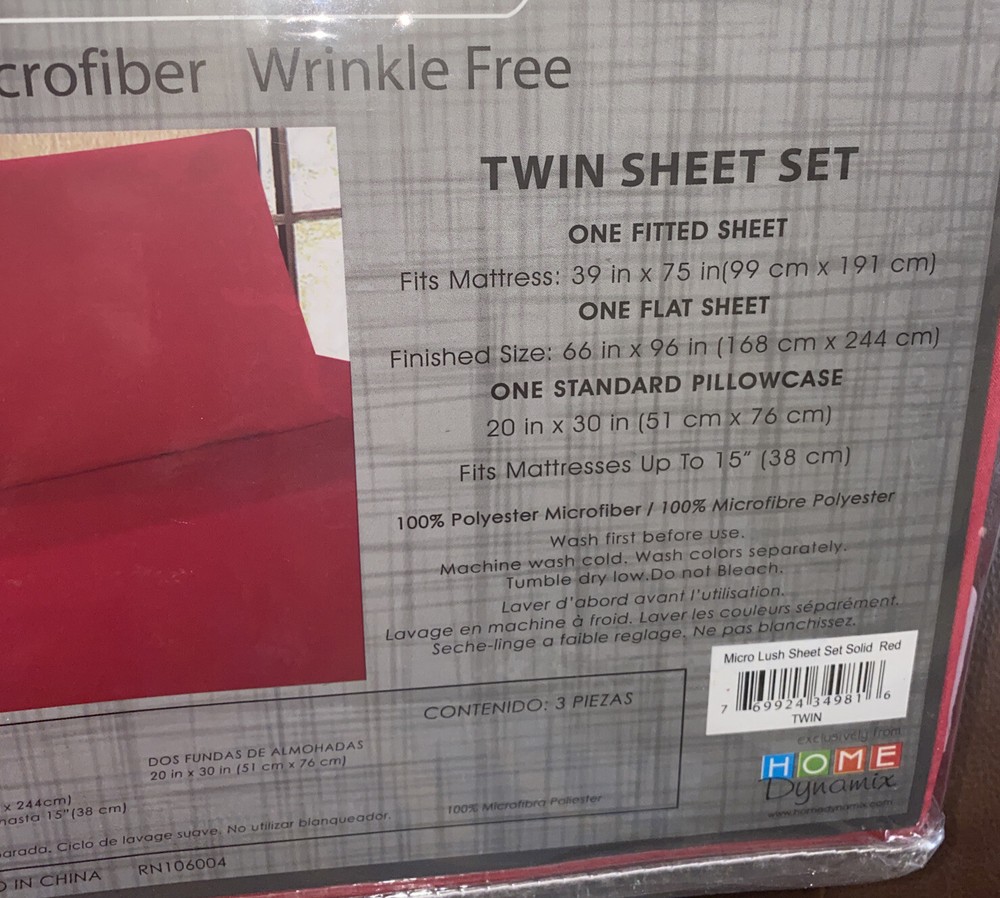 crofiber Wrinkle Free
TWIN SHEET SET
ONE FITTED SHEET
Fits Mattress: 39 in x 75 in(99 cm x 191 cm)
ONE FLAT SHEET
Finished Size: 66 in x 96 in (168 cm x 244 cm)
ONE STANDARD PILLOWCASE
20 in x 30 in (51 cm x 76 cm)
Fits Mattresses Up To 15" (38 cm)
100% Polyester Microfiber / 100% Microfibre Polyester
Wash first before use.
Machine wash cold. Wash colors separately.
Tumble dry low.Do not Bleach.
Laver d'abord avant l'utilisation.
Lavage en machine à froid. Laver les couleurs séparément.
Seche-linge a faible reglage. Ne pas blanchissez.
Micro Lush Sheet Set Solid Red
7 69924 34981 6
TWIN
exclusively from
HOME
Dynamix
www.homedynamix.com
CONTENIDO: 3 PIEZAS
DOS FUNDAS DE ALMOHADAS
20 in x 30 in (51 cm x 76 cm)
x 244cm)
hasta 15"(38 cm)
100% Microfibra Poliester
arada. Ciclo de lavage suave. No utilizar blanqueador.
O IN CHINA RN106004